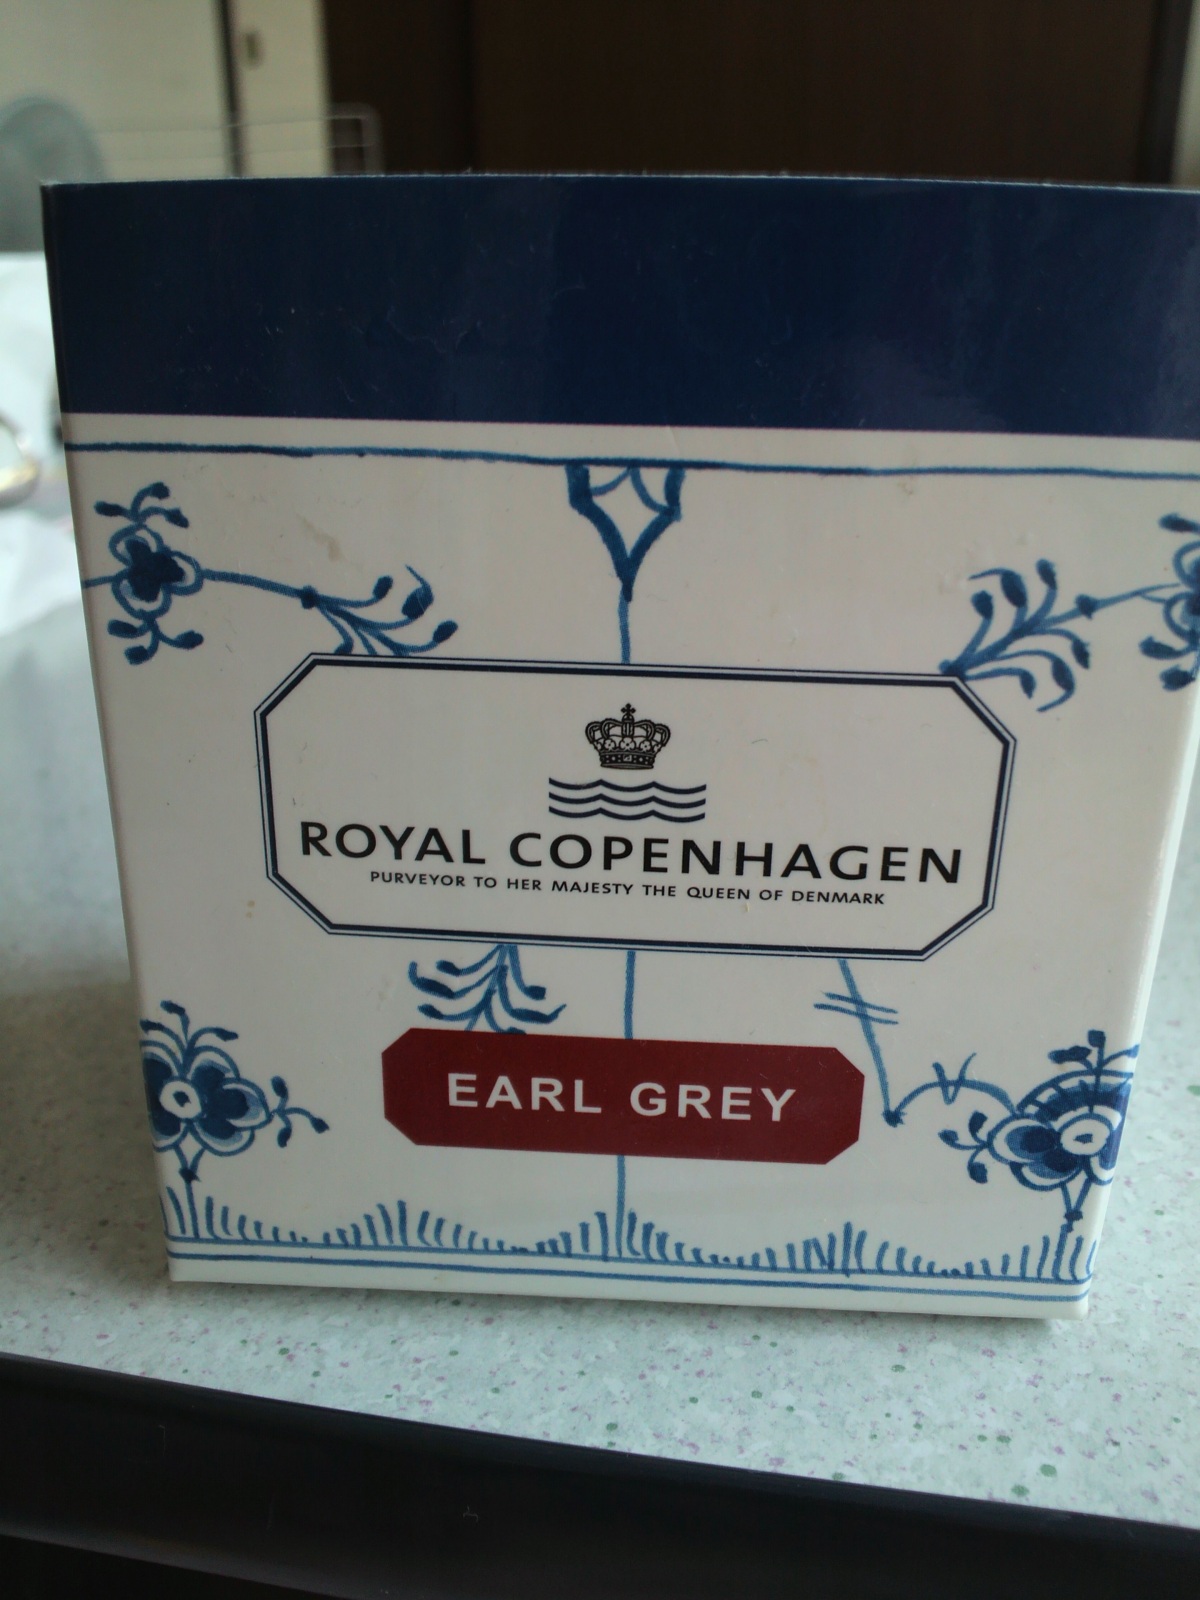 ROYAL COPENHAGEN
PURVEYOR TO HER MAJESTY THE QUEEN OF DENMARK
EARL GREY